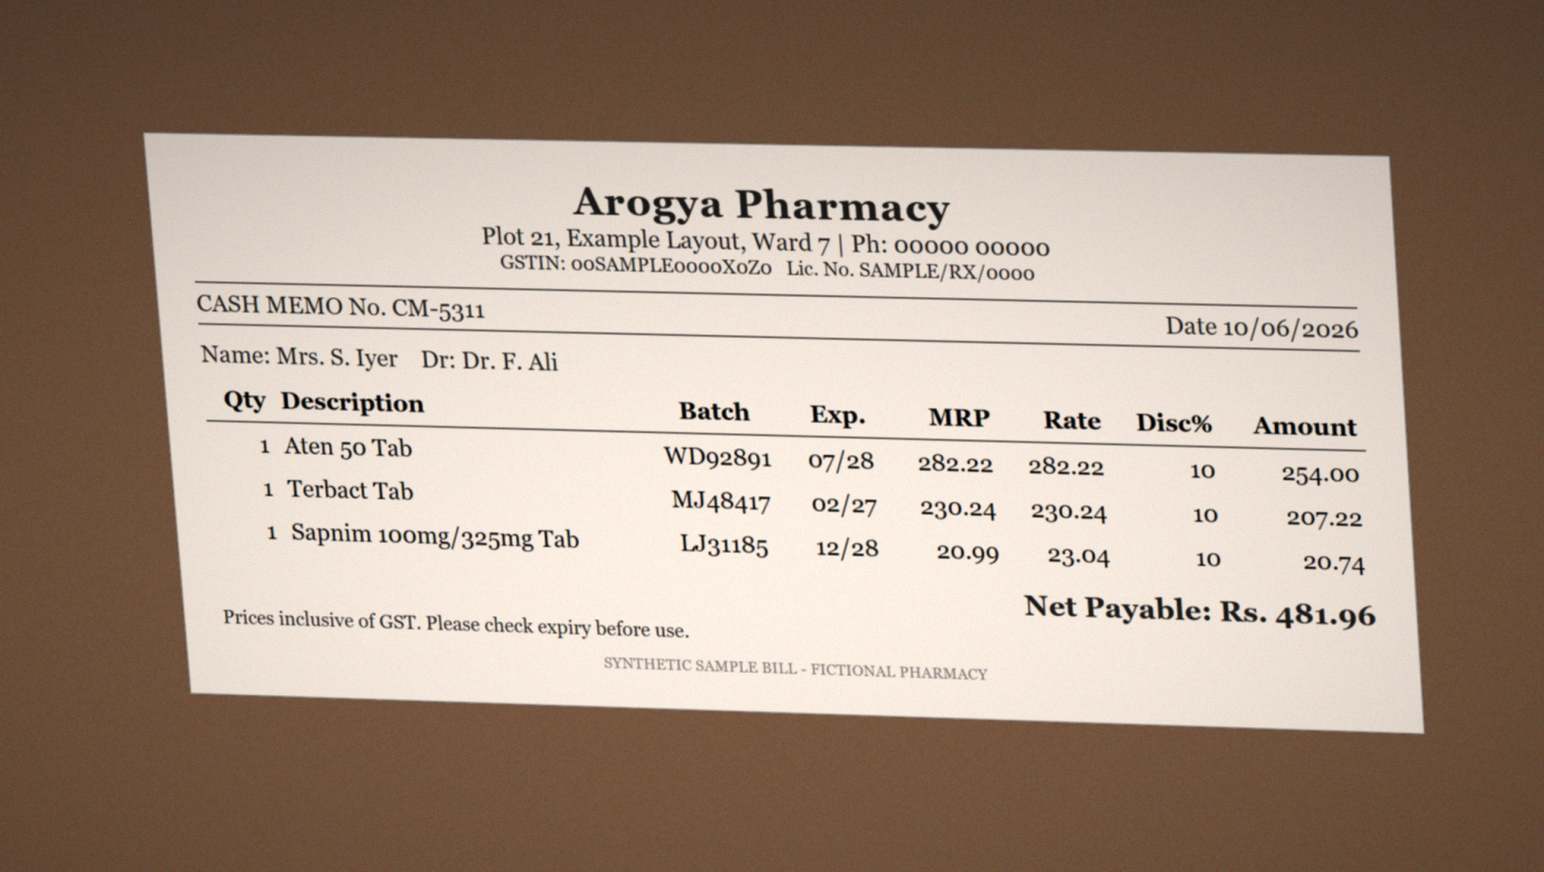 Arogya Pharmacy
Plot 21, Example Layout, Ward 7 | Ph: 00000 00000
GSTIN: 00SAMPLE0000X0Z0 Lic. No. SAMPLE/RX/0000
CASH MEMO No. CM-5311 Date 10/06/2026
Name: Mrs. S. Iyer Dr: Dr. F. Ali
Qty Description Batch Exp. MRP Rate Disc% Amount
1 Aten 50 Tab WD92891 07/28 282.22 282.22 10 254.00
1 Terbact Tab MJ48417 02/27 230.24 230.24 10 207.22
1 Sapnim 100mg/325mg Tab LJ31185 12/28 20.99 23.04 10 20.74
Net Payable: Rs. 481.96
Prices inclusive of GST. Please check expiry before use.
SYNTHETIC SAMPLE BILL - FICTIONAL PHARMACY